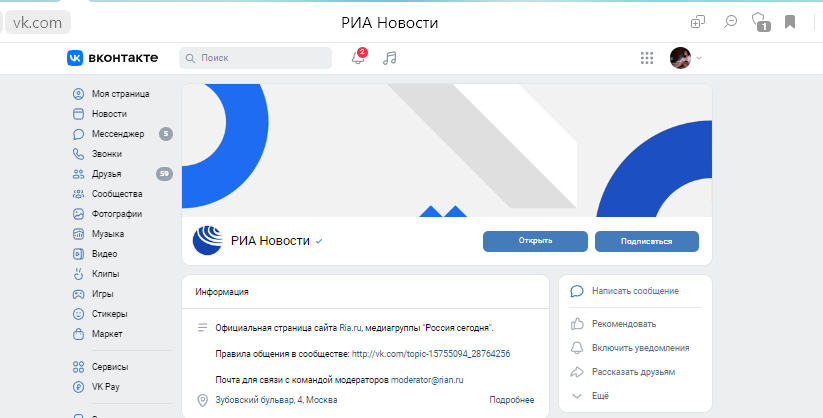 vk.com
РИА Новости
1
вконтакте
Поиск
2
Моя страница
Новости
Мессенджер 5
Звонки
Друзья 59
Сообщества
Фотографии
Музыка
Видео
Клипы
Игры
Стикеры
Маркет
Сервисы
VK Pay
РИА Новости
Открыть
Подписаться
Информация
Официальная страница сайта Ria.ru, медиагруппы "Россия сегодня".
Правила общения в сообществе: http://vk.com/topic-15755094_28764256
Почта для связи с командой модераторов moderator@rian.ru
Зубовский бульвар, 4, Москва
Подробнее
Написать сообщение
Рекомендовать
Включить уведомления
Рассказать друзьям
Ещё